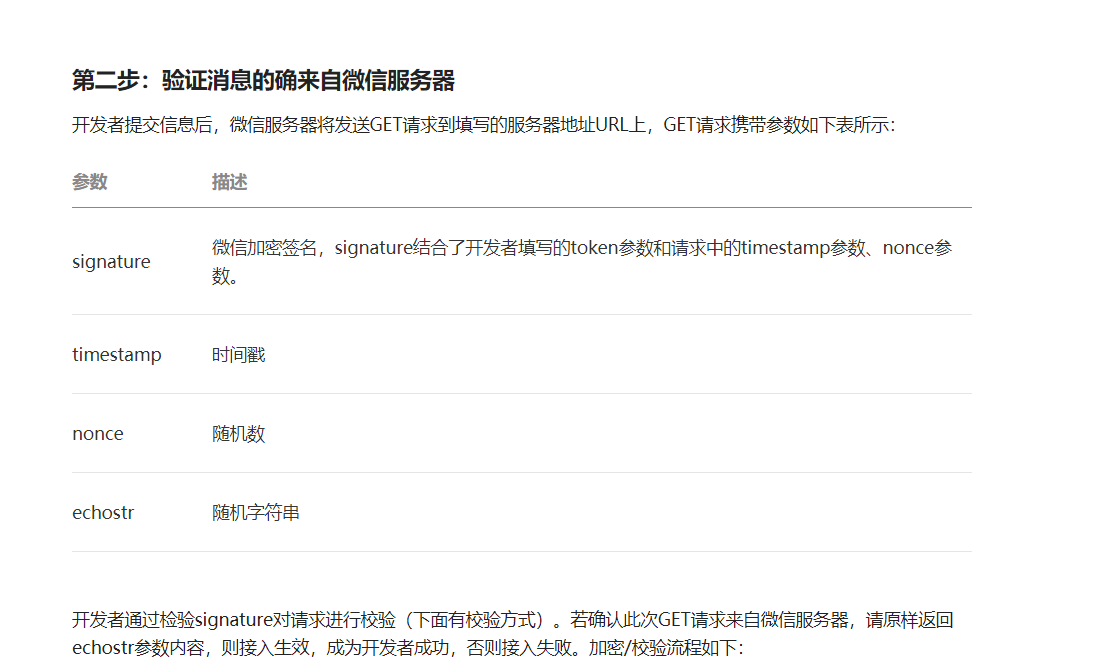 第二步：验证消息的确来自微信服务器
开发者提交信息后，微信服务器将发送GET请求到填写的服务器地址URL上，GET请求携带参数如下表所示：
参数 描述
signature 微信加密签名，signature结合了开发者填写的token参数和请求中的timestamp参数、nonce参
数。
timestamp 时间戳
nonce 随机数
echostr 随机字符串
开发者通过检验signature对请求进行校验（下面有校验方式）。若确认此次GET请求来自微信服务器，请原样返回
echostr参数内容，则接入生效，成为开发者成功，否则接入失败。加密/校验流程如下：